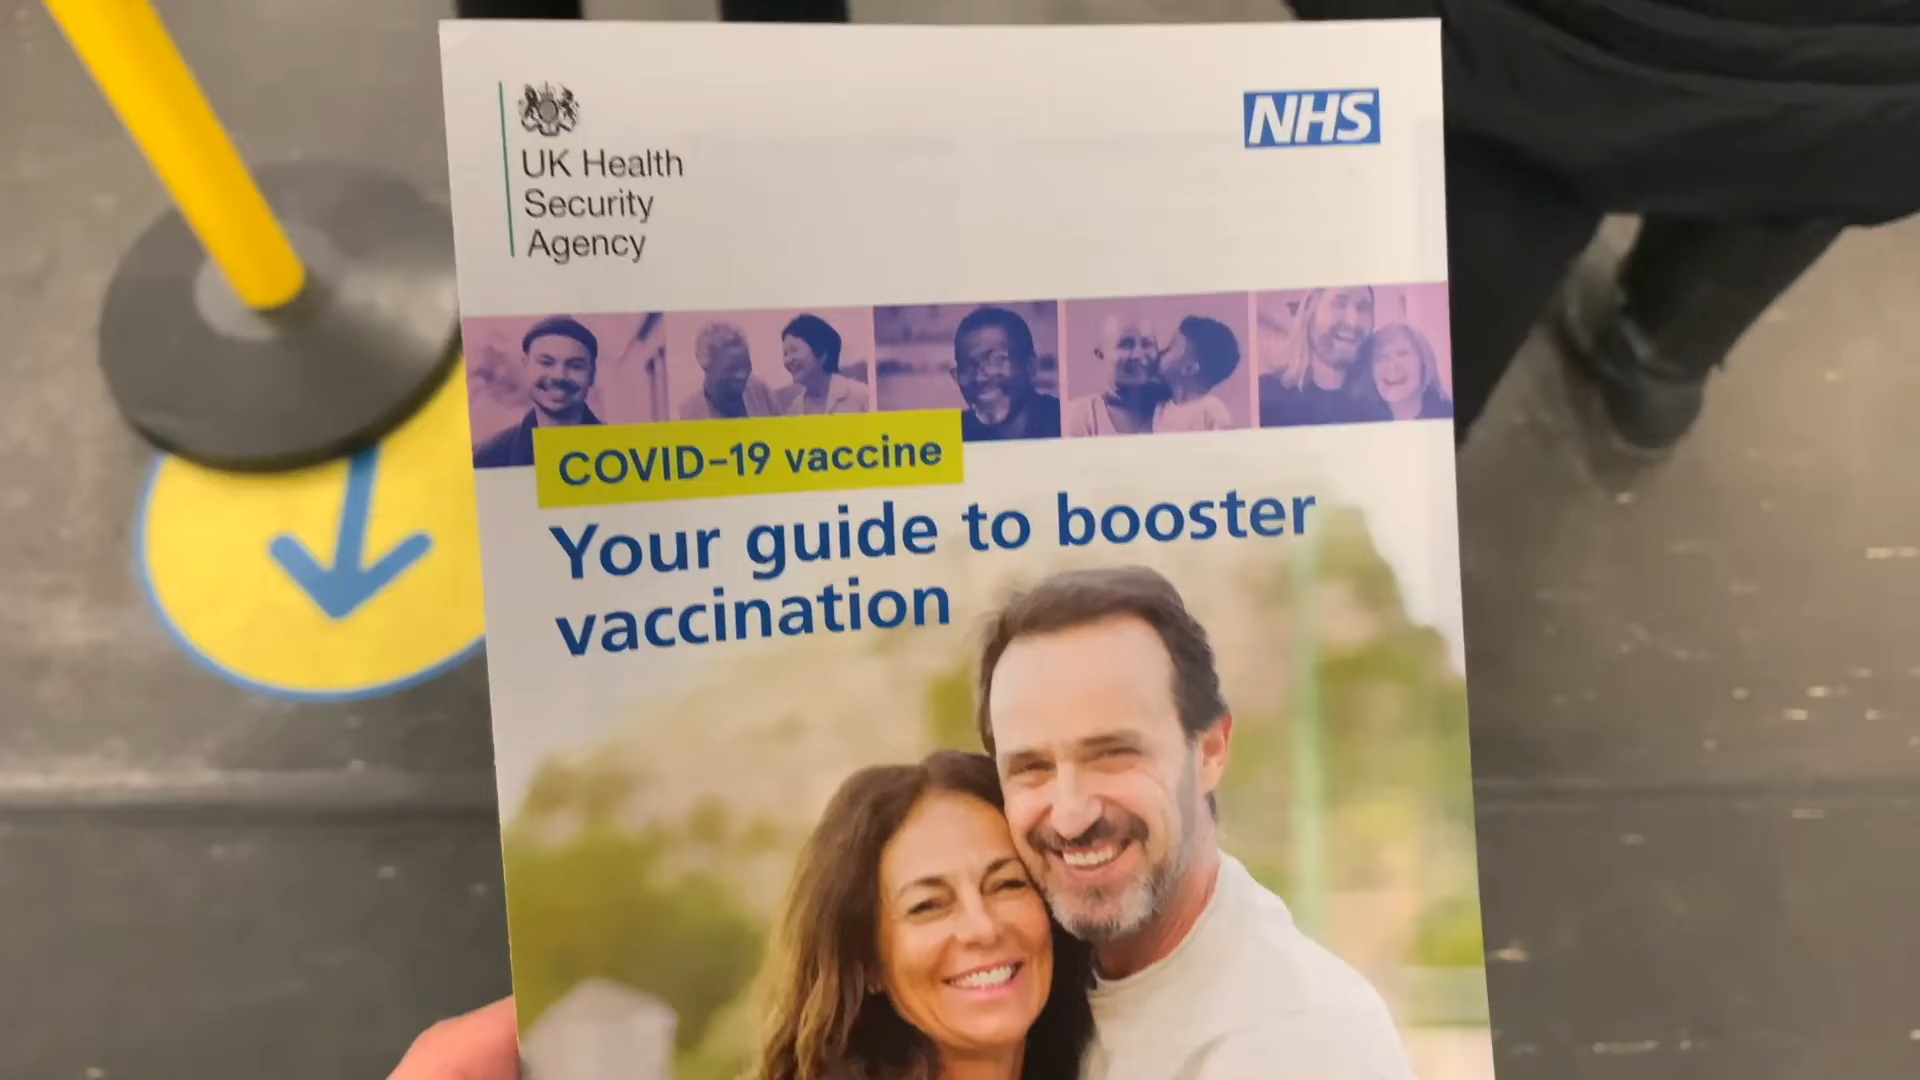 UK Health
Security
Agency
NHS
COVID-19 vaccine
Your guide to booster
vaccination